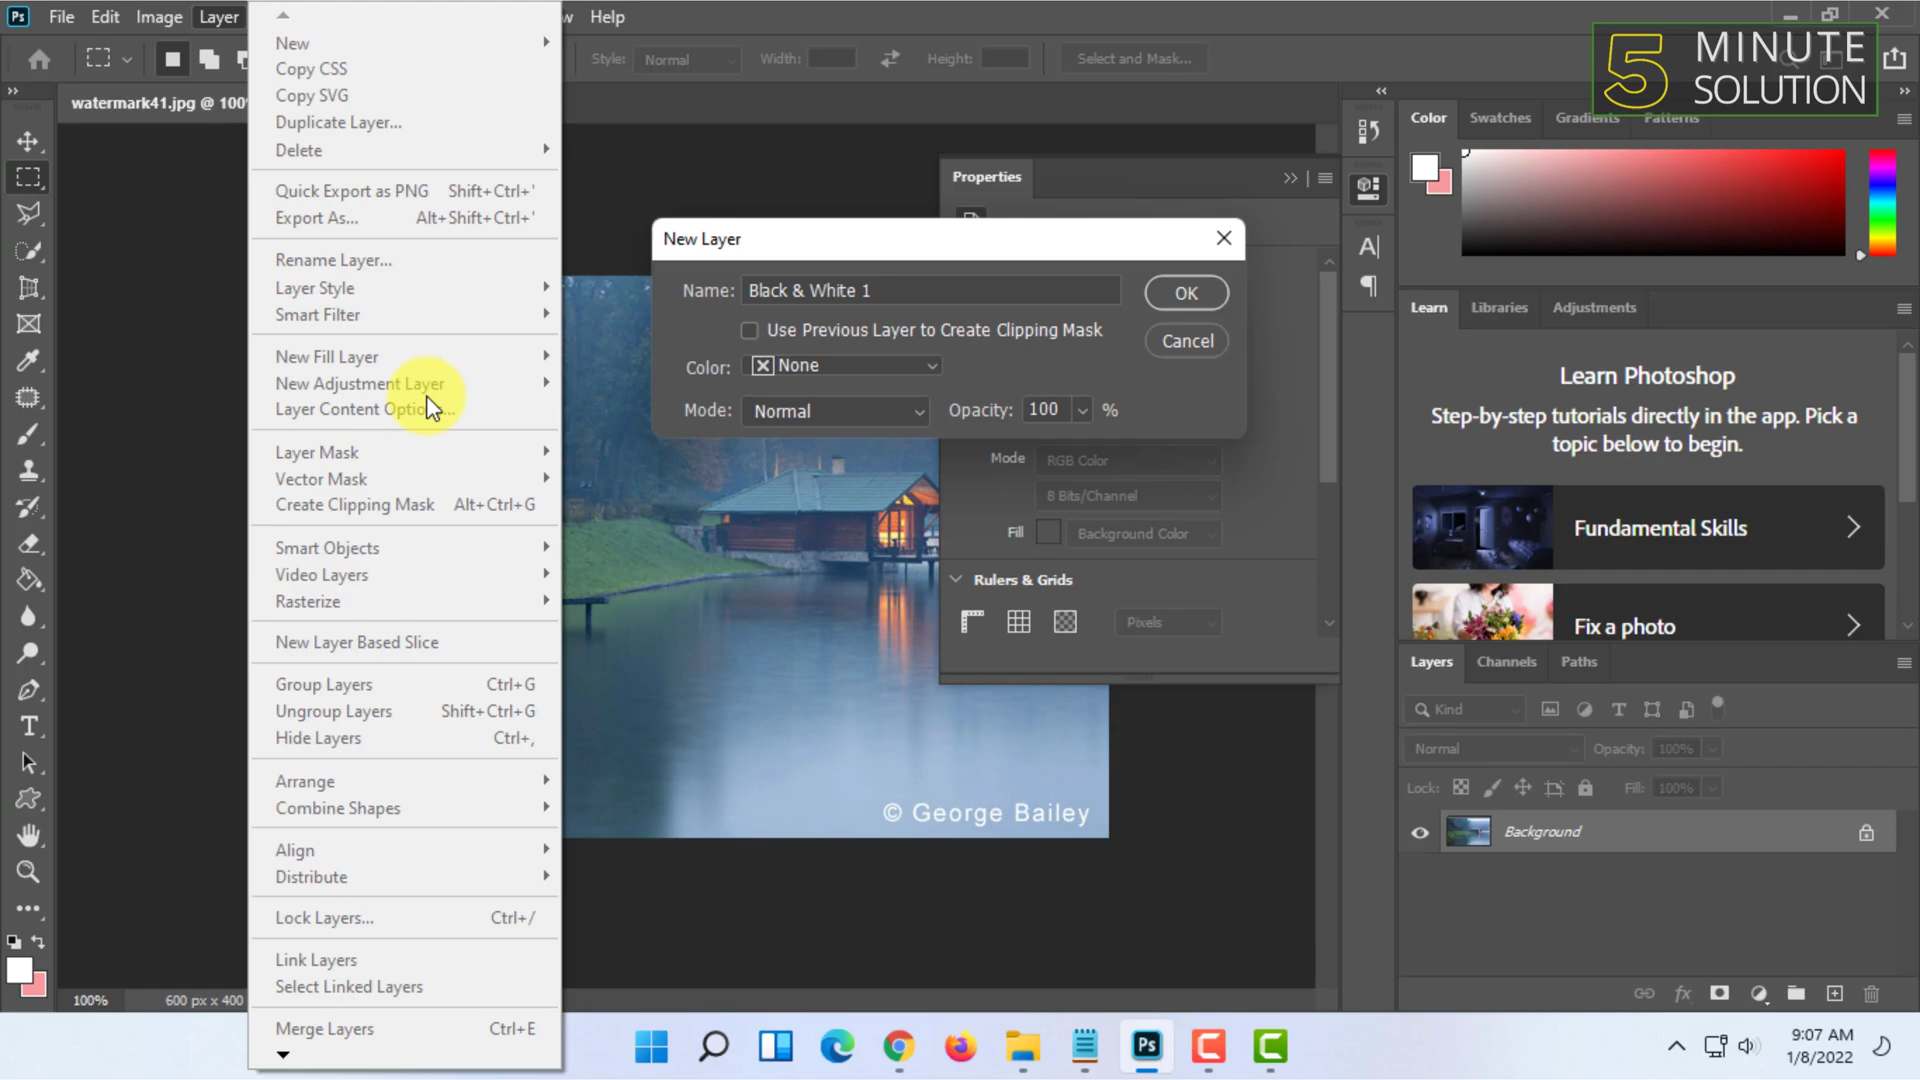 Ps File Edit Image Layer w Help
5 MINUTE
SOLUTION
Style: Normal Width: Height: Select and Mask...
watermark41.jpg @ 100%
New
Copy CSS
Copy SVG
Duplicate Layer...
Delete
Quick Export as PNG Shift+Ctrl+'
Export As... Alt+Shift+Ctrl+'
Rename Layer...
Layer Style
Smart Filter
New Fill Layer
New Adjustment Layer
Layer Content
Layer Mask
Vector Mask
Create Clipping Mask Alt+Ctrl+G
Smart Objects
Video Layers
Rasterize
New Layer Based Slice
Group Layers Ctrl+G
Ungroup Layers Shift+Ctrl+G
Hide Layers Ctrl+,
Arrange
Combine Shapes
Align
Distribute
Lock Layers... Ctrl+/
Link Layers
Select Linked Layers
Merge Layers Ctrl+E
100% 600 px x 400
Properties
New Layer
Name: Black & White 1 OK
Use Previous Layer to Create Clipping Mask
Cancel
Color: None
Mode: Normal Opacity: 100 %
Mode RGB Color
8 Bits/Channel
Fill Background Color
Rulers & Grids
Pixels
© George Bailey
Color Swatches Gradients Patterns
Learn Libraries Adjustments
Learn Photoshop
Step-by-step tutorials directly in the app. Pick a
topic below to begin.
Fundamental Skills
Fix a photo
Layers Channels Paths
Kind
Normal Opacity: 100%
Lock: Fill: 100%
Background
fx
Ps
9:07 AM
1/8/2022